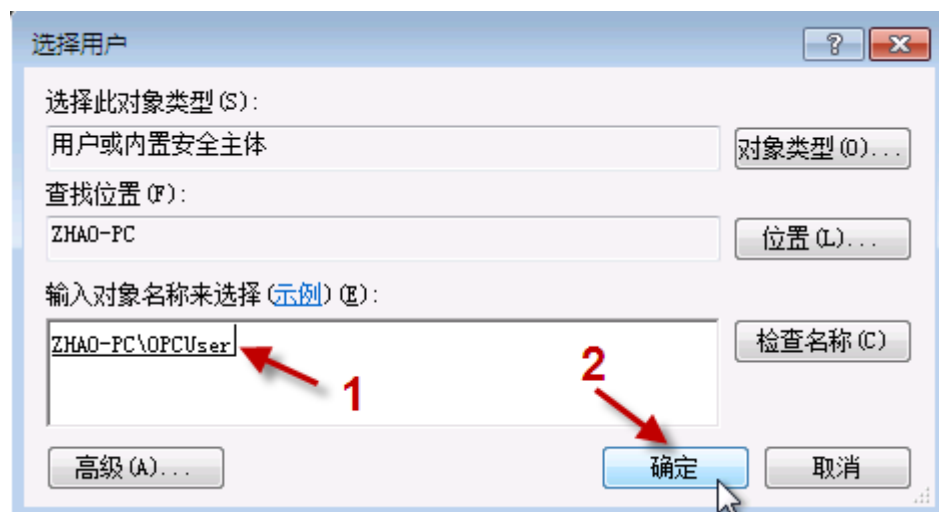 选择用户
选择此对象类型(S):
用户或内置安全主体
对象类型(O)...
查找位置(F):
ZHAO-PC
位置(L)...
输入对象名称来选择(示例)(E):
ZHAO-PC\OPCUser
检查名称(C)
1
2
高级(A)...
确定
取消